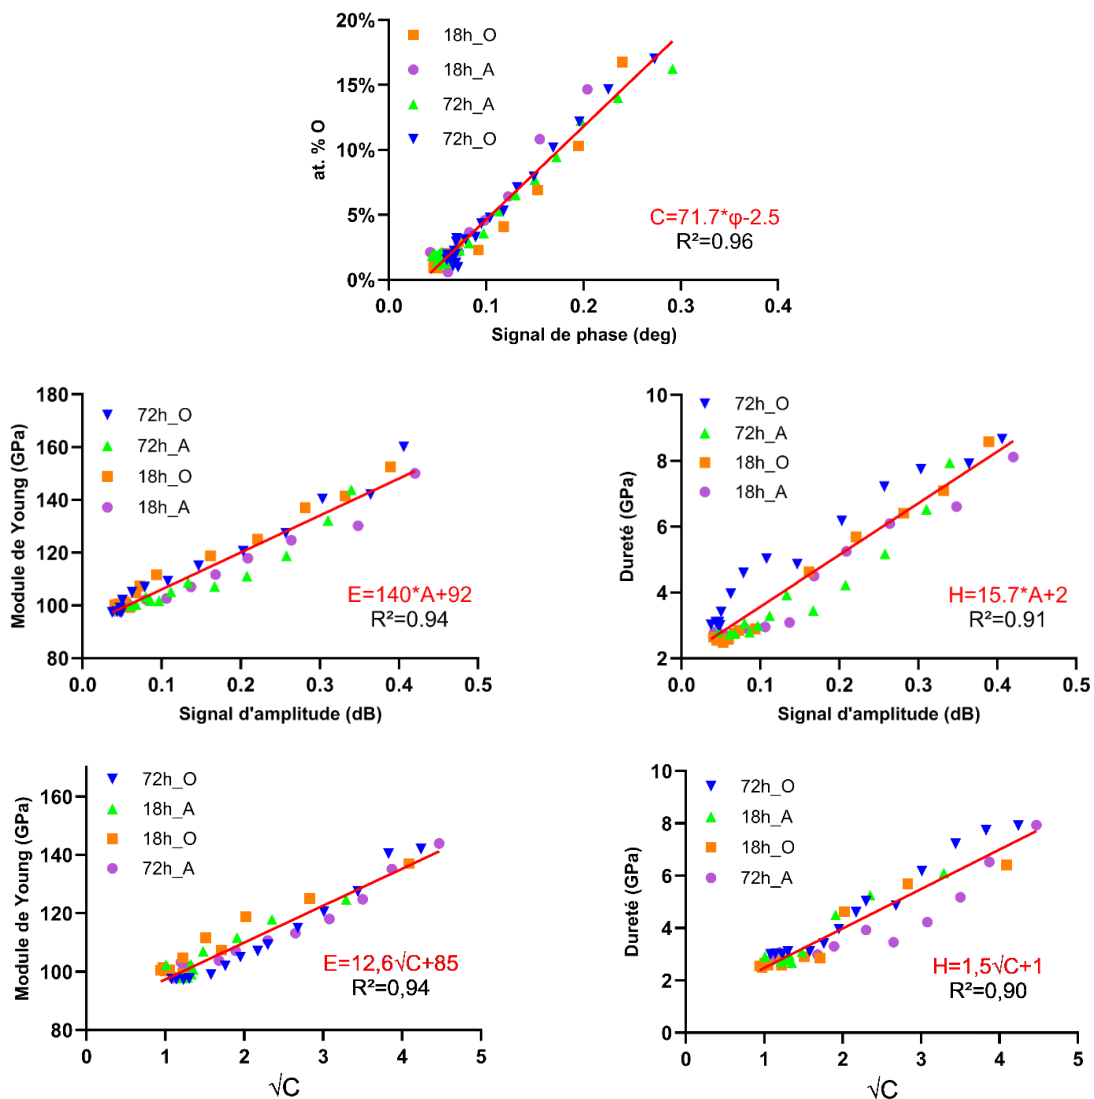 20%
15%
10%
5%
0%
at. % O
18h_O
18h_A
72h_A
72h_O
C=71.7*φ-2.5
R²=0.96
0.0 0.1 0.2 0.3 0.4
Signal de phase (deg)
180
160
140
120
100
80
Module de Young (GPa)
72h_O
72h_A
18h_O
18h_A
E=140*A+92
R²=0.94
0.0 0.1 0.2 0.3 0.4 0.5
Signal d'amplitude (dB)
10
8
6
4
2
Dureté (GPa)
72h_O
72h_A
18h_O
18h_A
H=15.7*A+2
R²=0.91
0.0 0.1 0.2 0.3 0.4 0.5
Signal d'amplitude (dB)
160
140
120
100
80
Module de Young (GPa)
72h_O
18h_A
18h_O
72h_A
E=12,6√C+85
R²=0,94
0 1 2 3 4 5
√C
10
8
6
4
2
0
Dureté (GPa)
72h_O
18h_A
18h_O
72h_A
H=1,5√C+1
R²=0,90
0 1 2 3 4 5
√C